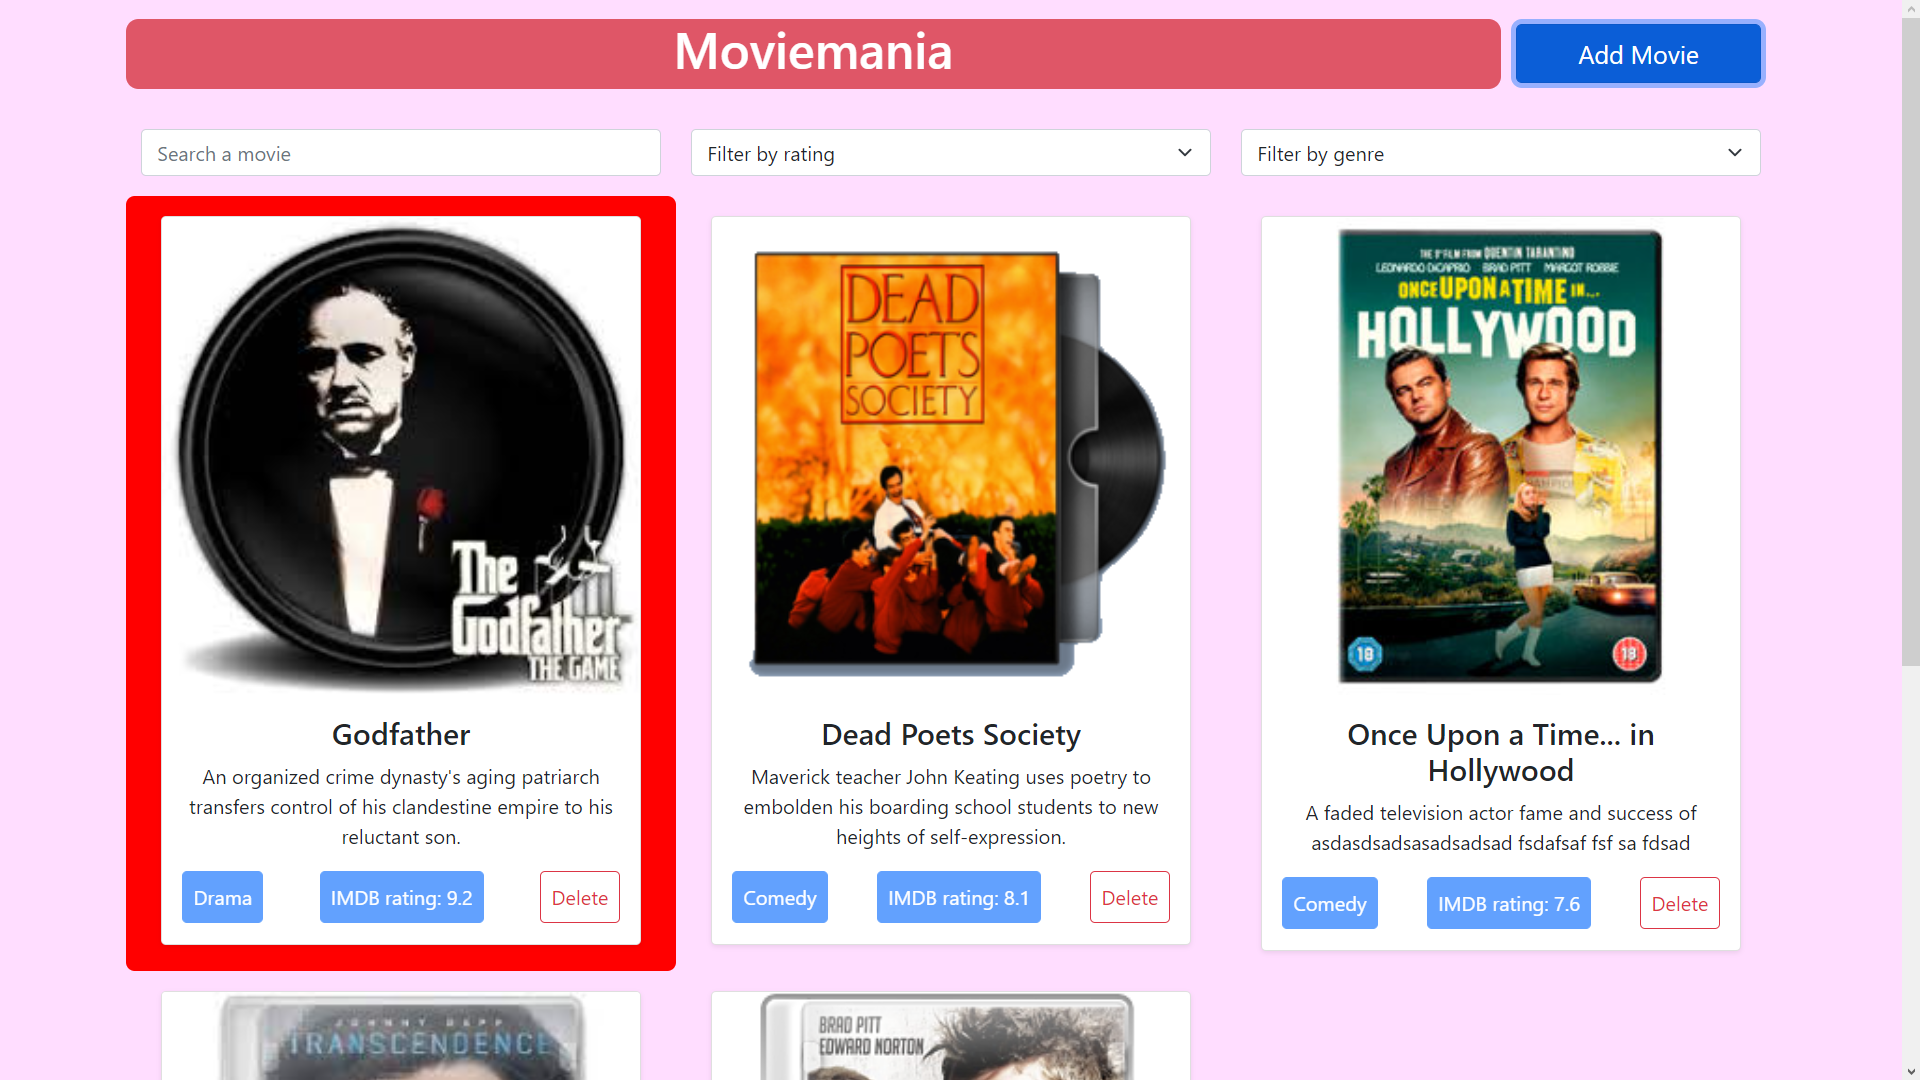 Moviemania
Add Movie
Search a movie
Filter by rating
Filter by genre
The
Godfather
THE GAME
DEAD
POETS
SOCIETY
THE 9TH FILM FROM QUENTIN TARANTINO
LEONARDO DICAPRIO BRAD PITT MARGOT ROBBIE
ONCE UPON A TIME IN...
HOLLYWOOD
18
18
Godfather
An organized crime dynasty's aging patriarch
transfers control of his clandestine empire to his
reluctant son.
Drama
IMDB rating: 9.2
Delete
Dead Poets Society
Maverick teacher John Keating uses poetry to
embolden his boarding school students to new
heights of self-expression.
Comedy
IMDB rating: 8.1
Delete
Once Upon a Time... in
Hollywood
A faded television actor fame and success of
asdasdsadsasadsadsad fsdafsaf fsf sa fdsad
Comedy
IMDB rating: 7.6
Delete
JOHNNY DEPP
TRANSCENDENCE
BRAD PITT
EDWARD NORTON